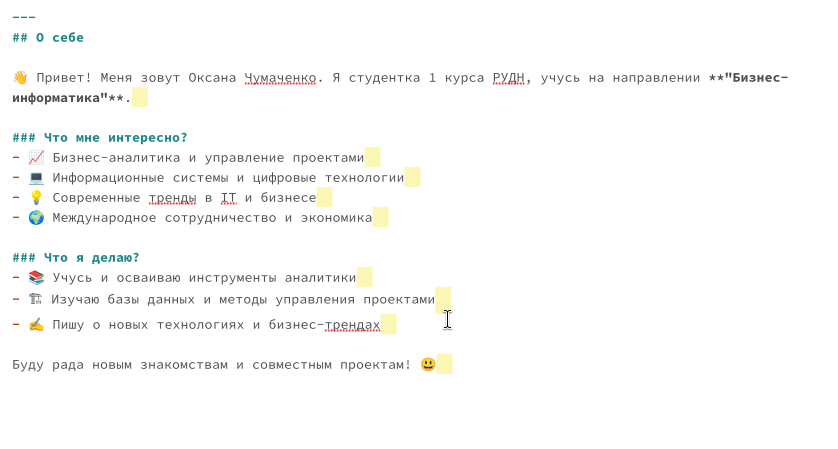 ---
## О себе
👋 Привет! Меня зовут Оксана Чумаченко. Я студентка 1 курса РУДН, учусь на направлении **"Бизнес-
информатика"**.
### Что мне интересно?
- 📈 Бизнес-аналитика и управление проектами
- 💻 Информационные системы и цифровые технологии
- 💡 Современные тренды в IT и бизнесе
- 🌍 Международное сотрудничество и экономика
### Что я делаю?
- 📚 Учусь и осваиваю инструменты аналитики
- 🏗 Изучаю базы данных и методы управления проектами
- ✍ Пишу о новых технологиях и бизнес-трендах
Буду рада новым знакомствам и совместным проектам! 😃